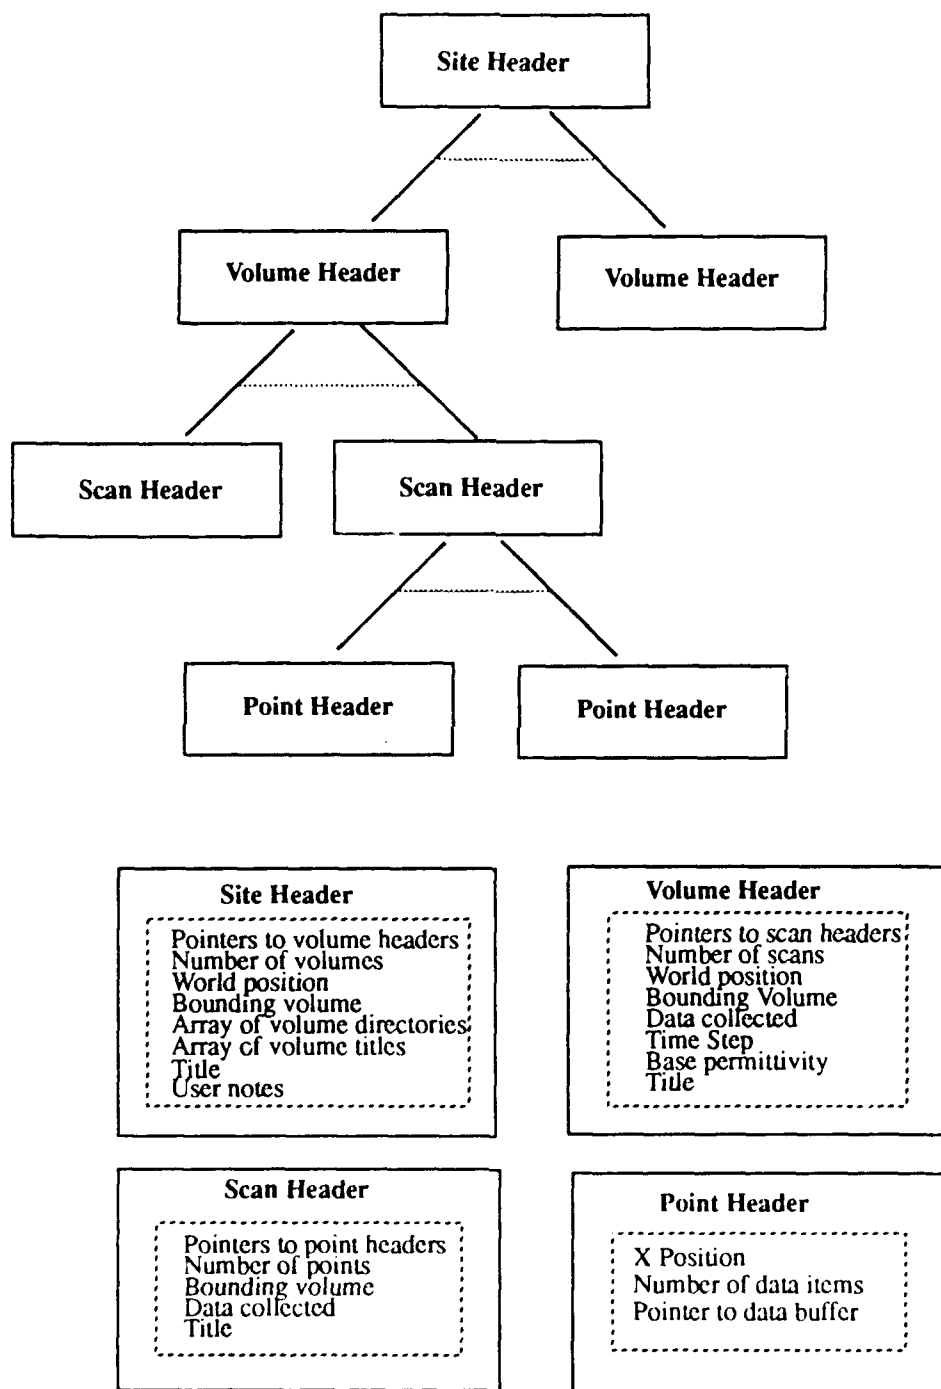 Site Header
Volume Header
Volume Header
Scan Header
Scan Header
Point Header
Point Header
Site Header
Pointers to volume headers
Number of volumes
World position
Bounding volume
Array of volume directories
Array of volume titles
Title
User notes
Volume Header
Pointers to scan headers
Number of scans
World position
Bounding Volume
Data collected
Time Step
Base permittivity
Title
Scan Header
Pointers to point headers
Number of points
Bounding volume
Data collected
Title
Point Header
X Position
Number of data items
Pointer to data buffer